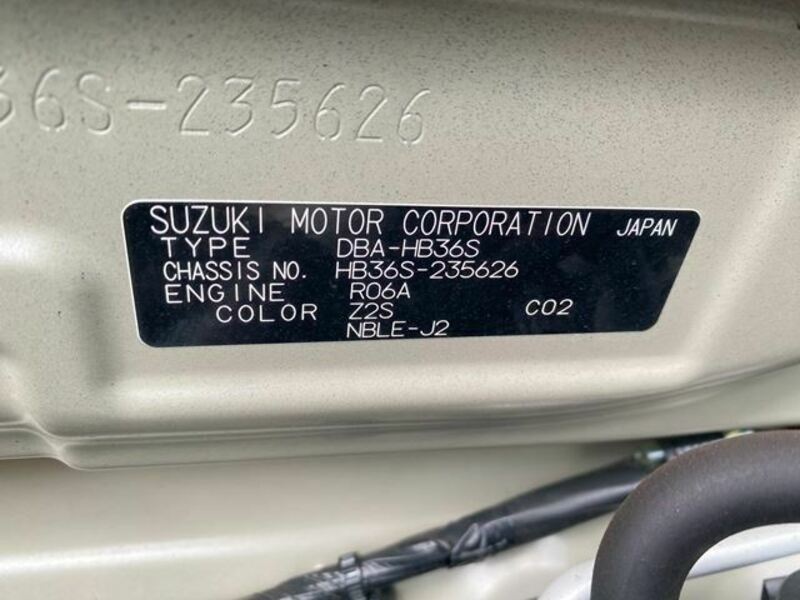 36S-235626
SUZUKI MOTOR CORPORATION JAPAN
TYPE DBA-HB36S
CHASSIS NO. HB36S-235626
ENGINE R06A
COLOR Z2S C02
NBLE-J2